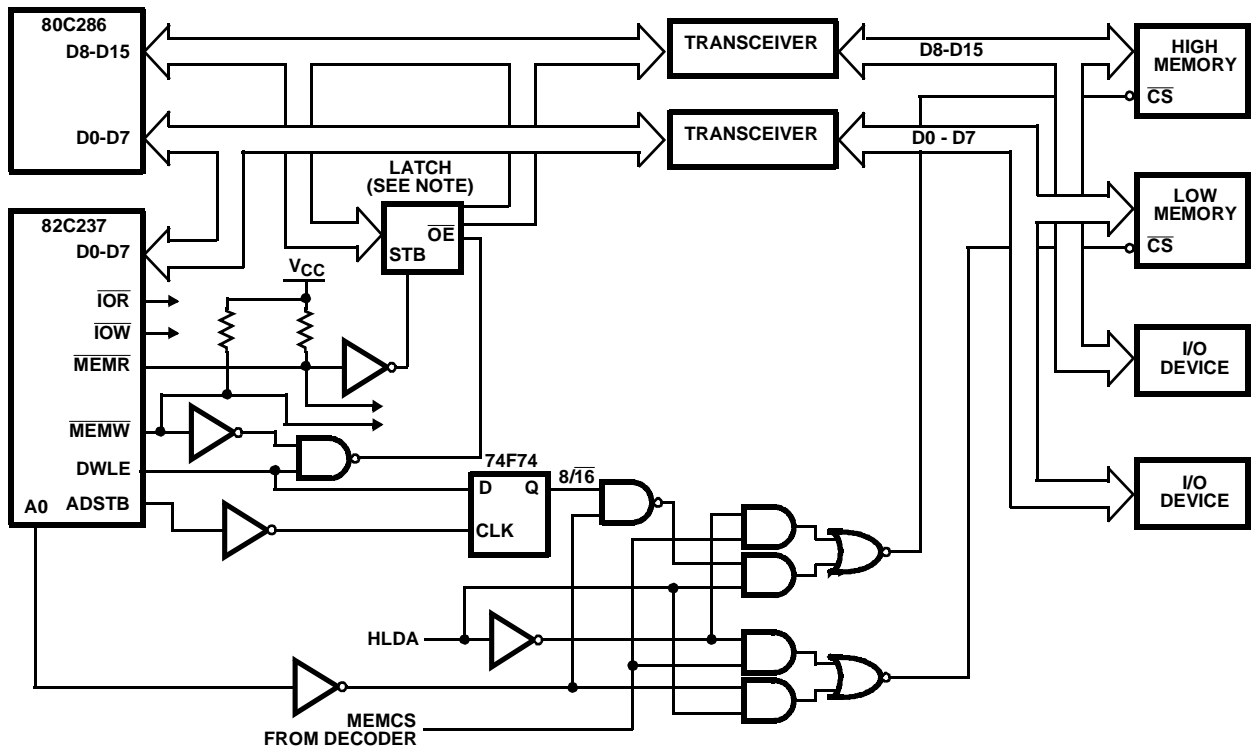 80C286
D8-D15
D0-D7
TRANSCEIVER
D8-D15
HIGH
MEMORY
CS
TRANSCEIVER
D0 - D7
LATCH
(SEE NOTE)
OE
STB
LOW
MEMORY
CS
82C237
D0-D7
IOR
IOW
MEMR
MEMW
DWLE
A0
ADSTB
VCC
I/O
DEVICE
74F74
D
Q
CLK
8/16
I/O
DEVICE
HLDA
MEMCS
FROM DECODER